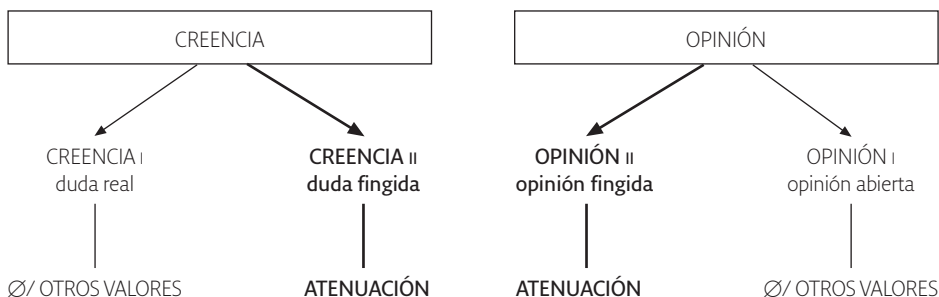 CREENCIA
OPINIÓN
CREENCIA I
duda real
CREENCIA II
duda fingida
OPINIÓN II
opinión fingida
OPINIÓN I
opinión abierta
∅/ OTROS VALORES
ATENUACIÓN
ATENUACIÓN
∅/ OTROS VALORES